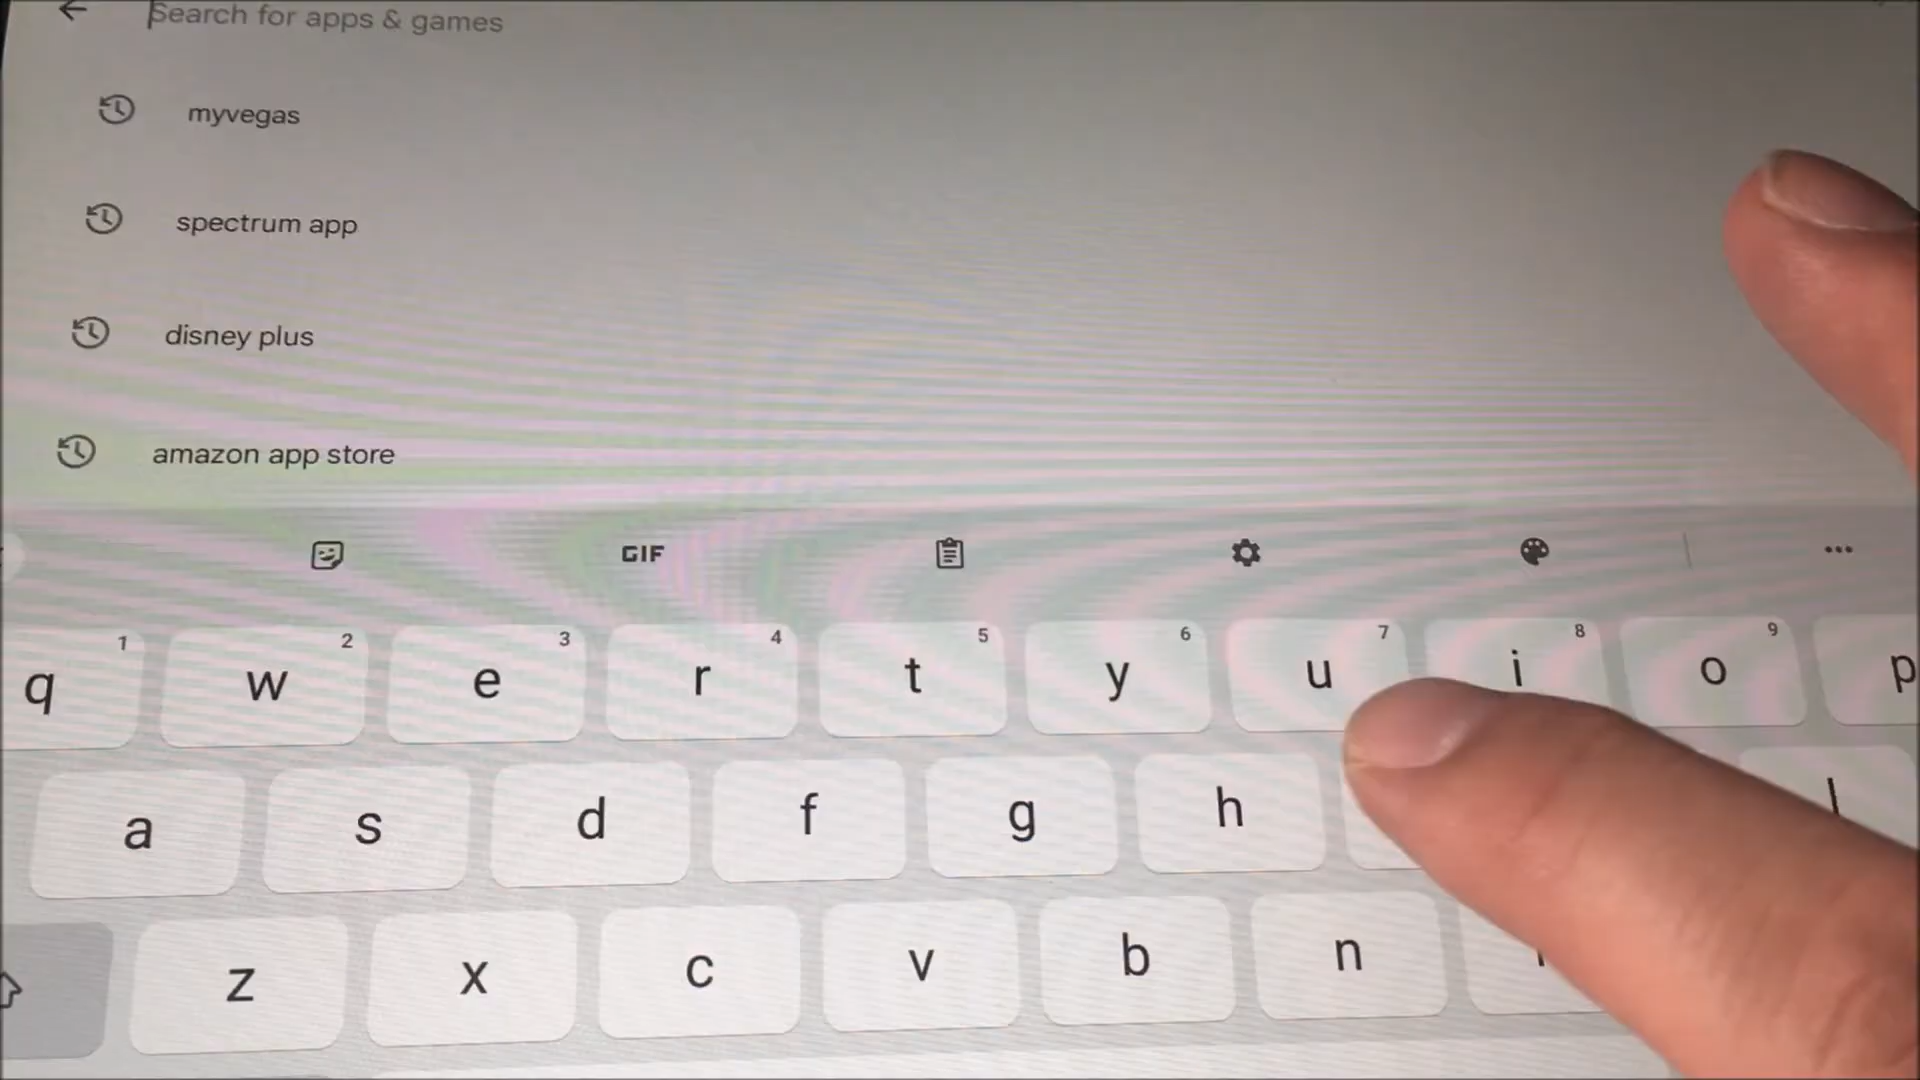 Search for apps & games
myvegas
spectrum app
disney plus
amazon app store
GIF
1 2 3 4 5 6 7 8 9
q w e r t y u i o p
a s d f g h l
z x c v b n